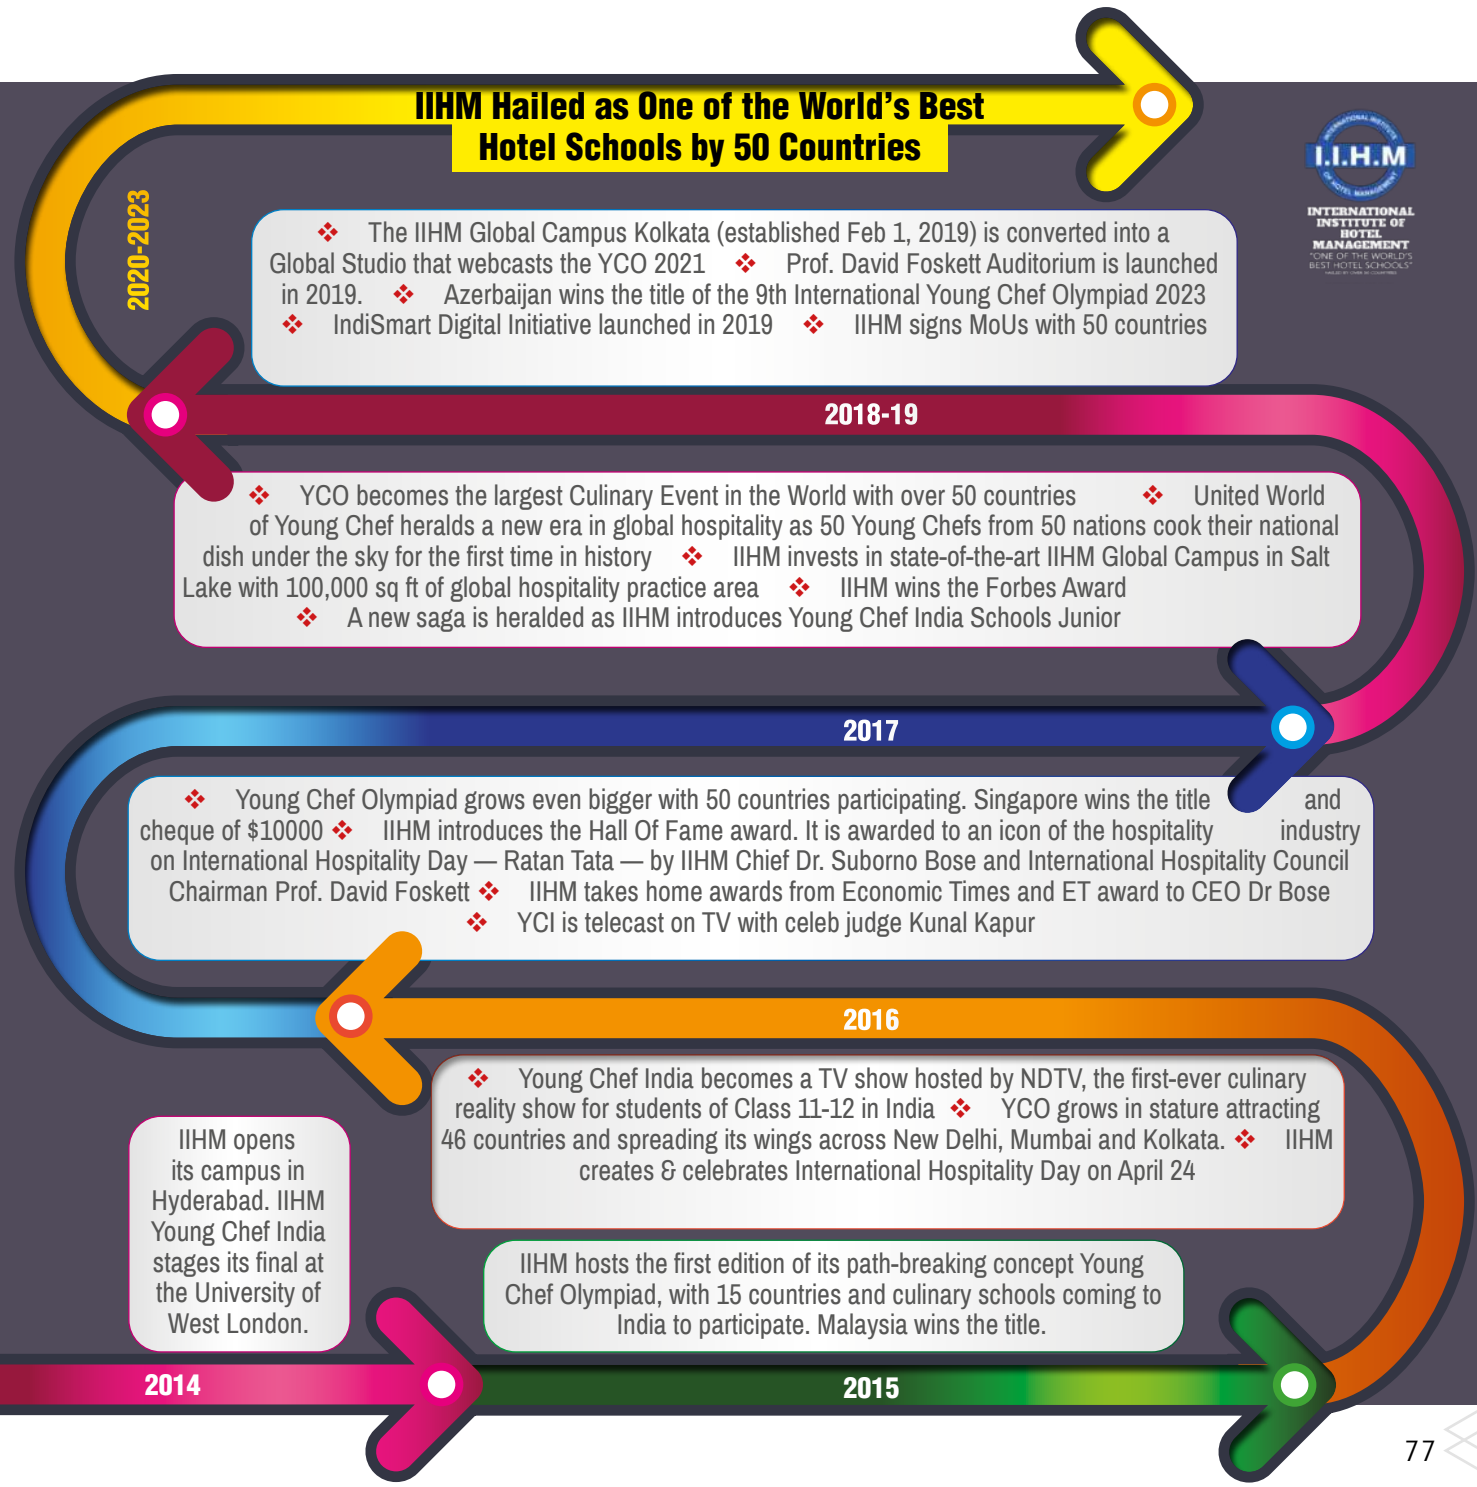 IIHM Hailed as One of the World's Best
Hotel Schools by 50 Countries
INTERNATIONAL INSTITUTE
I.I.H.M
OF HOTEL MANAGEMENT
INTERNATIONAL
INSTITUTE OF
HOTEL
MANAGEMENT
"ONE OF THE WORLD'S
BEST HOTEL SCHOOLS"
HAILED BY OVER 50 COUNTRIES
2020-2023
❖ The IIHM Global Campus Kolkata (established Feb 1, 2019) is converted into a
Global Studio that webcasts the YCO 2021 ❖ Prof. David Foskett Auditorium is launched
in 2019. ❖ Azerbaijan wins the title of the 9th International Young Chef Olympiad 2023
❖ IndiSmart Digital Initiative launched in 2019 ❖ IIHM signs MoUs with 50 countries
2018-19
❖ YCO becomes the largest Culinary Event in the World with over 50 countries ❖ United World
of Young Chef heralds a new era in global hospitality as 50 Young Chefs from 50 nations cook their national
dish under the sky for the first time in history ❖ IIHM invests in state-of-the-art IIHM Global Campus in Salt
Lake with 100,000 sq ft of global hospitality practice area ❖ IIHM wins the Forbes Award
❖ A new saga is heralded as IIHM introduces Young Chef India Schools Junior
2017
❖ Young Chef Olympiad grows even bigger with 50 countries participating. Singapore wins the title and
cheque of $10000 ❖ IIHM introduces the Hall Of Fame award. It is awarded to an icon of the hospitality industry
on International Hospitality Day — Ratan Tata — by IIHM Chief Dr. Suborno Bose and International Hospitality Council
Chairman Prof. David Foskett ❖ IIHM takes home awards from Economic Times and ET award to CEO Dr Bose
❖ YCI is telecast on TV with celeb judge Kunal Kapur
2016
❖ Young Chef India becomes a TV show hosted by NDTV, the first-ever culinary
reality show for students of Class 11-12 in India ❖ YCO grows in stature attracting
46 countries and spreading its wings across New Delhi, Mumbai and Kolkata. ❖ IIHM
creates & celebrates International Hospitality Day on April 24
IIHM opens
its campus in
Hyderabad. IIHM
Young Chef India
stages its final at
the University of
West London.
IIHM hosts the first edition of its path-breaking concept Young
Chef Olympiad, with 15 countries and culinary schools coming to
India to participate. Malaysia wins the title.
2014
2015
77